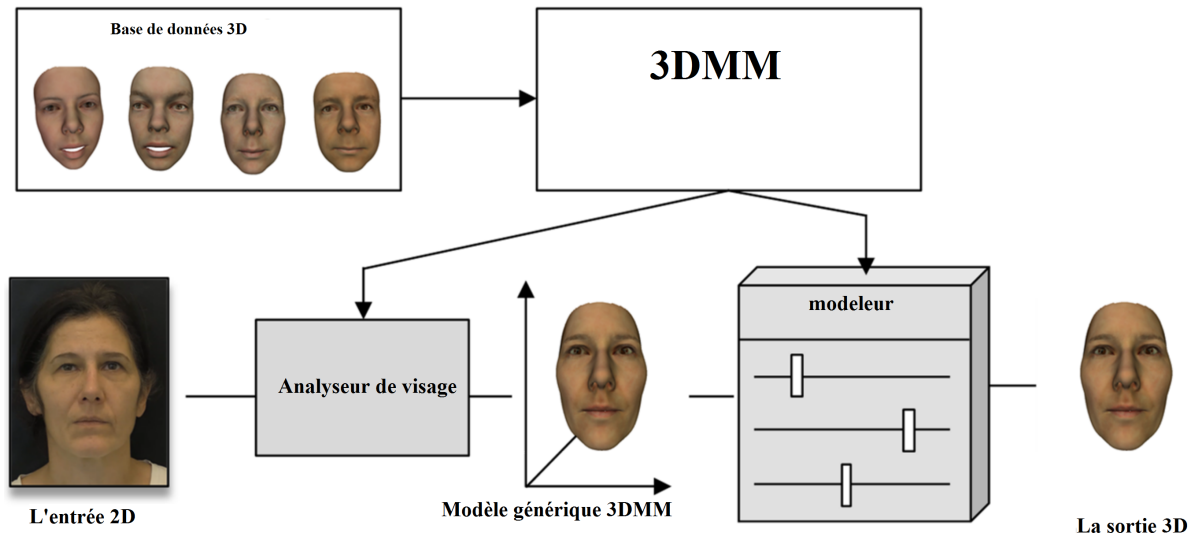 Base de données 3D
3DMM
modeleur
Analyseur de visage
L'entrée 2D
Modèle générique 3DMM
La sortie 3D